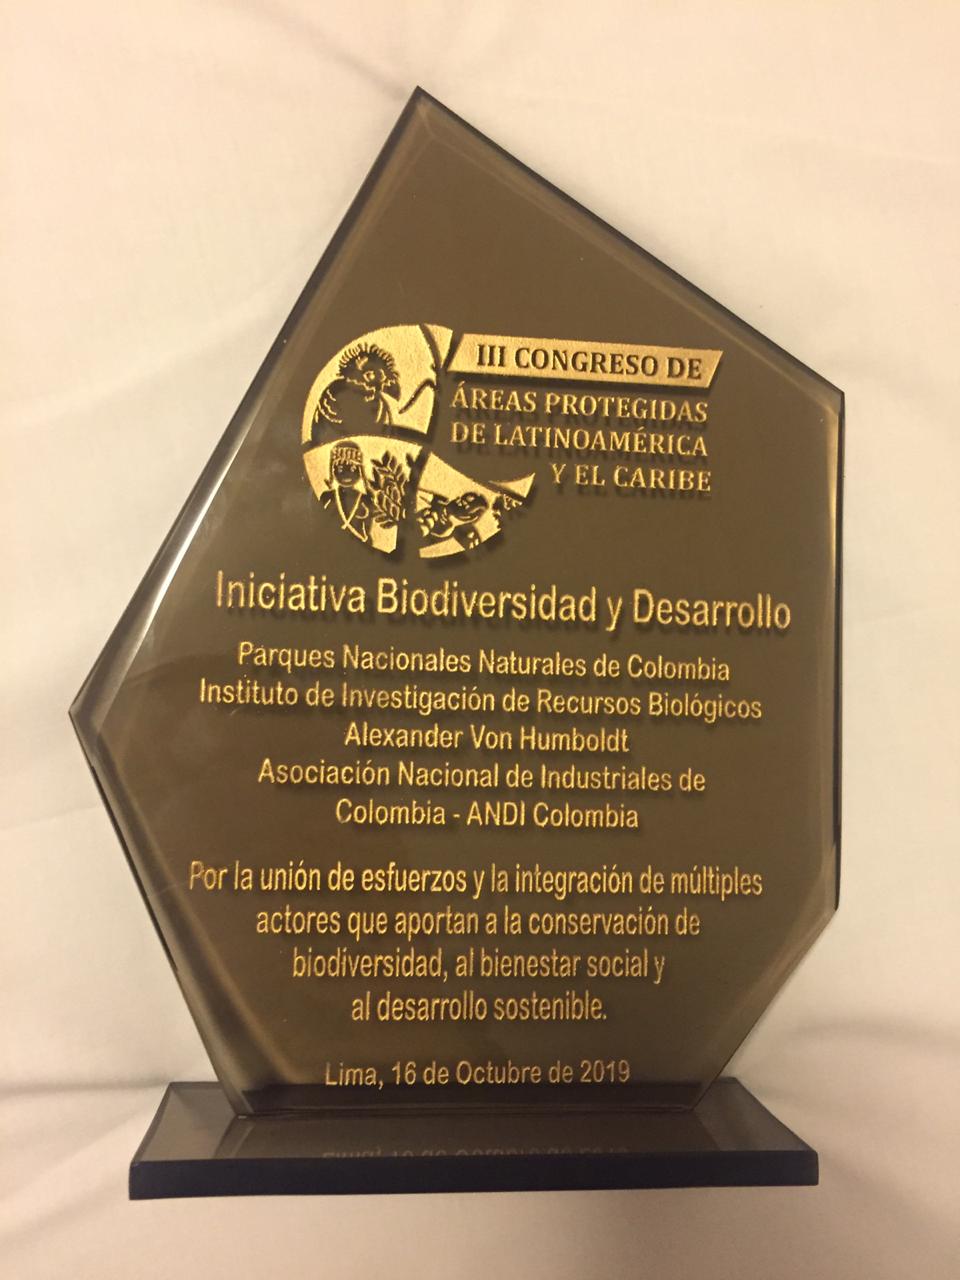 III CONGRESO DE
ÁREAS PROTEGIDAS
DE LATINOAMÉRICA
Y EL CARIBE
Iniciativa Biodiversidad y Desarrollo
Parques Nacionales Naturales de Colombia
Instituto de Investigación de Recursos Biológicos
Alexander Von Humboldt
Asociación Nacional de Industriales de
Colombia - ANDI Colombia
Por la unión de esfuerzos y la integración de múltiples
actores que aportan a la conservación de
biodiversidad, al bienestar social y
al desarrollo sostenible.
Lima, 16 de Octubre de 2019